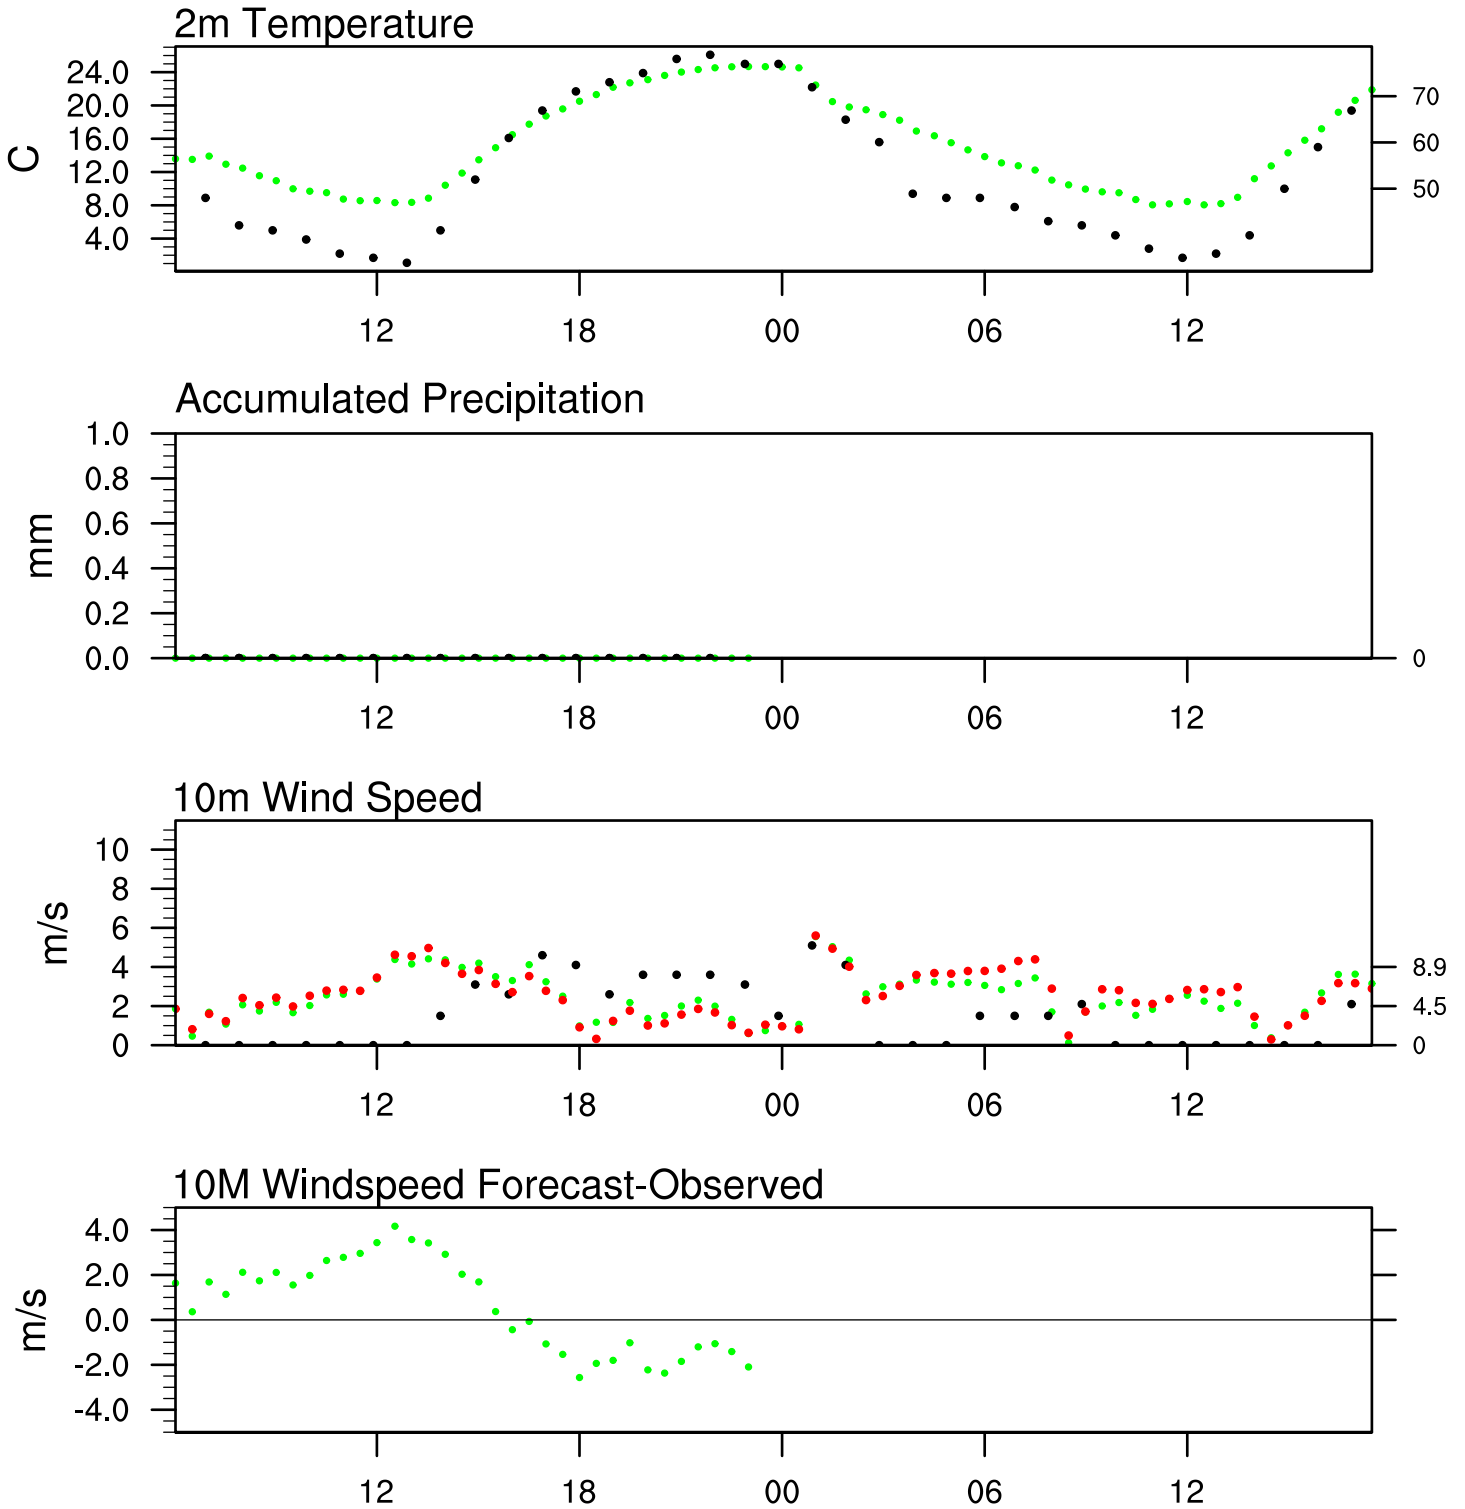 2m Temperature
24.0
20.0
16.0
12.0
8.0
4.0
C
70
60
50
12 18 00 06 12
Accumulated Precipitation
1.0
0.8
0.6
0.4
0.2
0.0
mm
0
12 18 00 06 12
10m Wind Speed
10
8
6
4
2
0
m/s
8.9
4.5
0
12 18 00 06 12
10M Windspeed Forecast-Observed
4.0
2.0
0.0
-2.0
-4.0
m/s
12 18 00 06 12